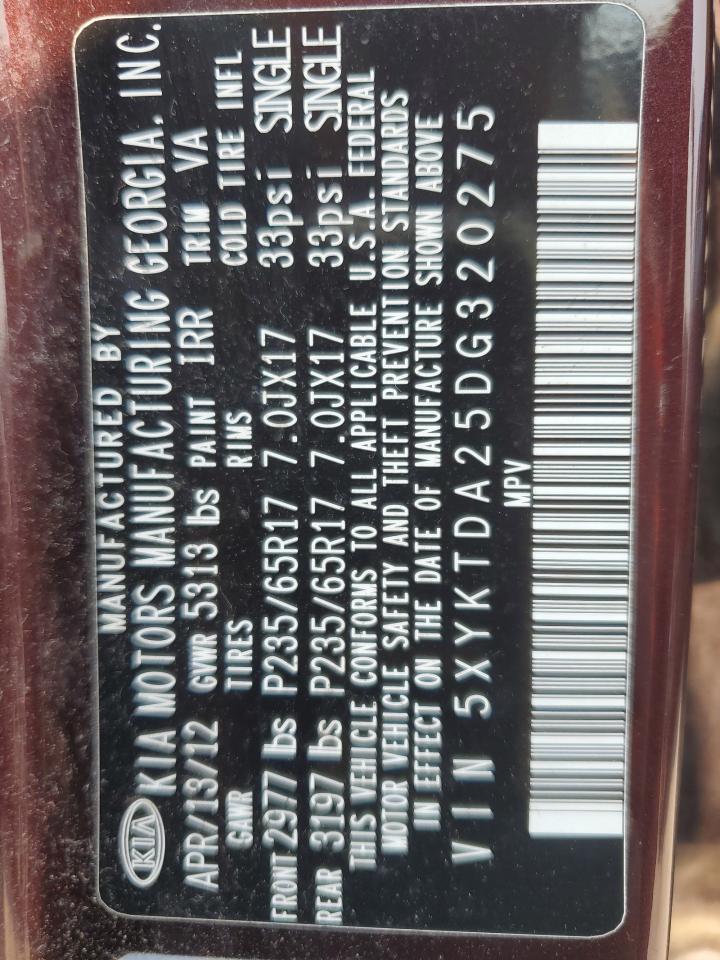 MANUFACTURED BY
KIA KIA MOTORS MANUFACTURING GEORGIA, INC.
APR/13/12 GVWR 5313 lbs PAINT IRR TRIM VA
GAWR TIRES RIMS COLD TIRE INFL
FRONT 2977 lbs P235/65R17 7.0JX17 33psi SINGLE
REAR 3197 lbs P235/65R17 7.0JX17 33psi SINGLE
THIS VEHICLE CONFORMS TO ALL APPLICABLE U.S.A. FEDERAL
MOTOR VEHICLE SAFETY AND THEFT PREVENTION STANDARDS
IN EFFECT ON THE DATE OF MANUFACTURE SHOWN ABOVE
VIN 5XYKTDA25DG320275
MPV